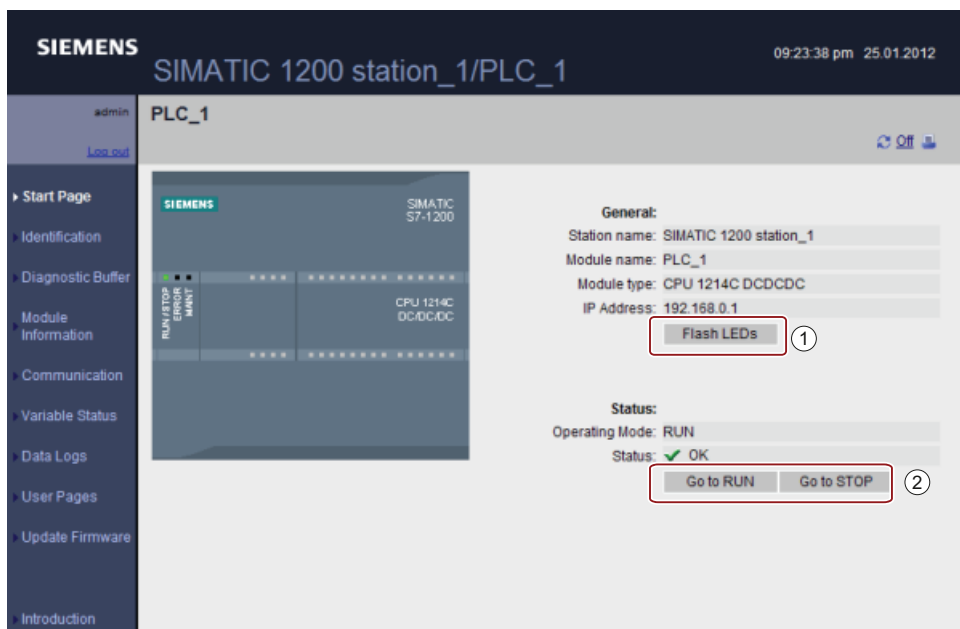 SIEMENS
SIMATIC 1200 station_1/PLC_1
09:23:38 pm 25.01.2012
admin
Log out
PLC_1
Off
Start Page
Identification
Diagnostic Buffer
Module
Information
Communication
Variable Status
Data Logs
User Pages
Update Firmware
Introduction
SIEMENS
SIMATIC
S7-1200
RUN / STOP
ERROR
MAINT
CPU 1214C
DC/DC/DC
General:
Station name: SIMATIC 1200 station_1
Module name: PLC_1
Module type: CPU 1214C DCDCDC
IP Address: 192.168.0.1
Flash LEDs 1
Status:
Operating Mode: RUN
Status: OK
Go to RUN Go to STOP 2